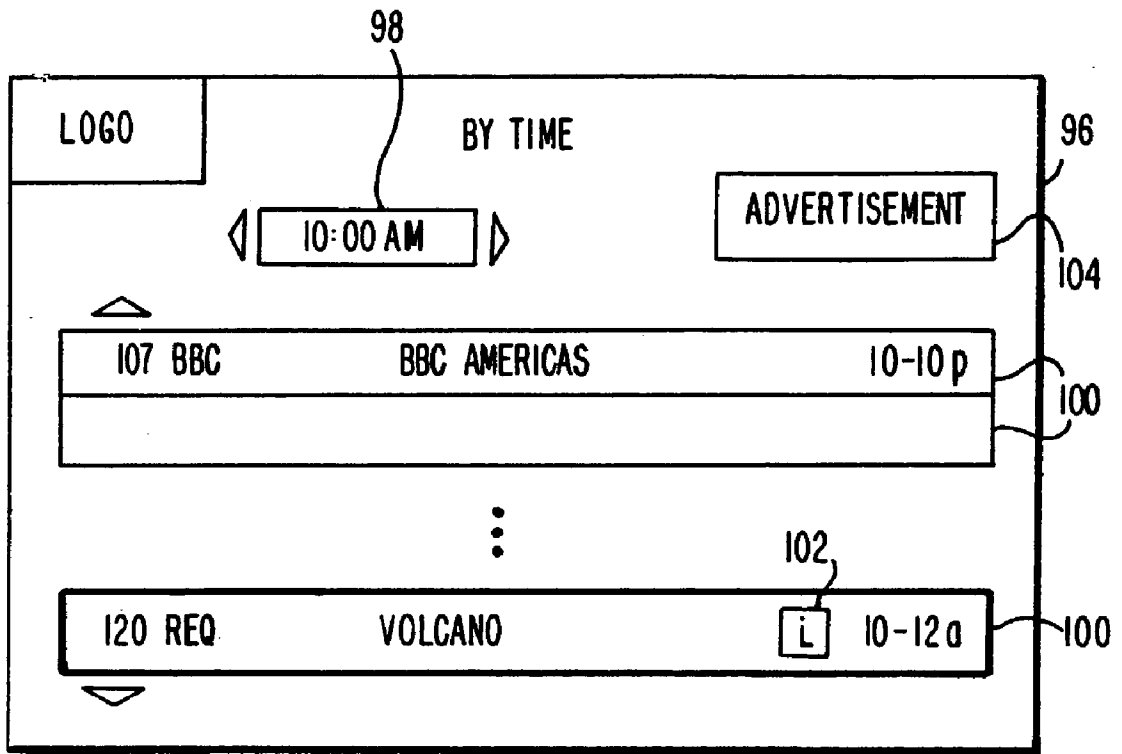 98
LOGO
BY TIME
96
ADVERTISEMENT
10:00 AM
104
107 BBC BBC AMERICAS 10-10 p
100
102
120 REQ VOLCANO i 10-12 a
100